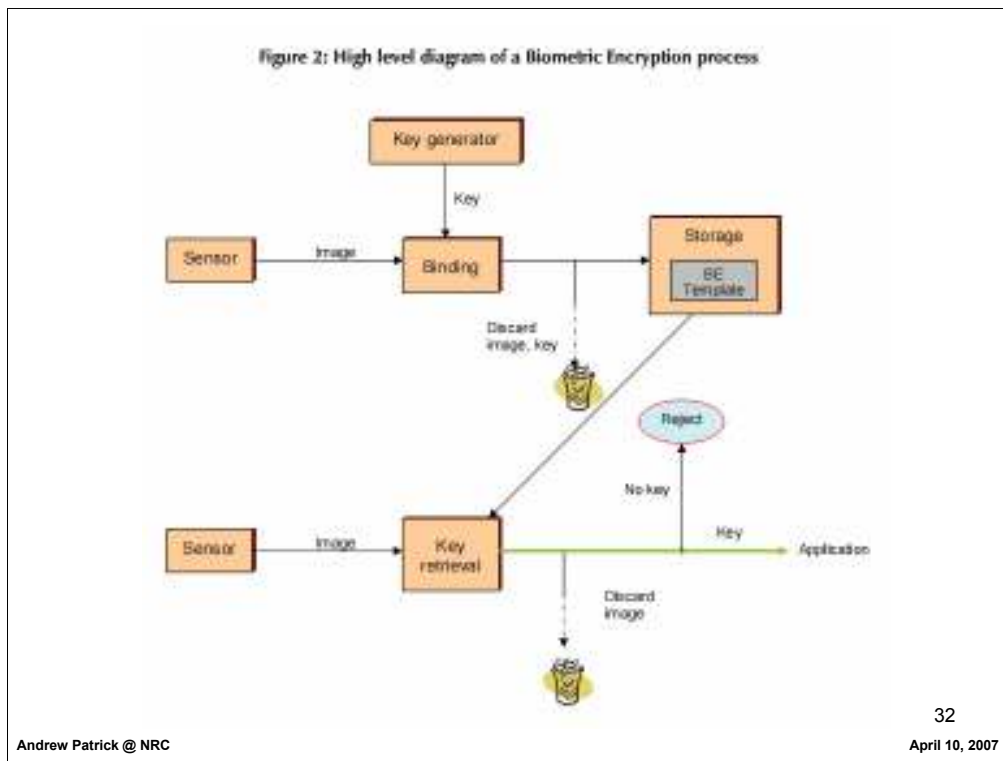 Figure 2: High level diagram of a Biometric Encryption process
Key generator
Key
Sensor
Image
Binding
Storage
BE
Template
Discard
image, key
Reject
No key
Sensor
Image
Key
retrieval
Key
Application
Discard
image
32
Andrew Patrick @ NRC
April 10, 2007